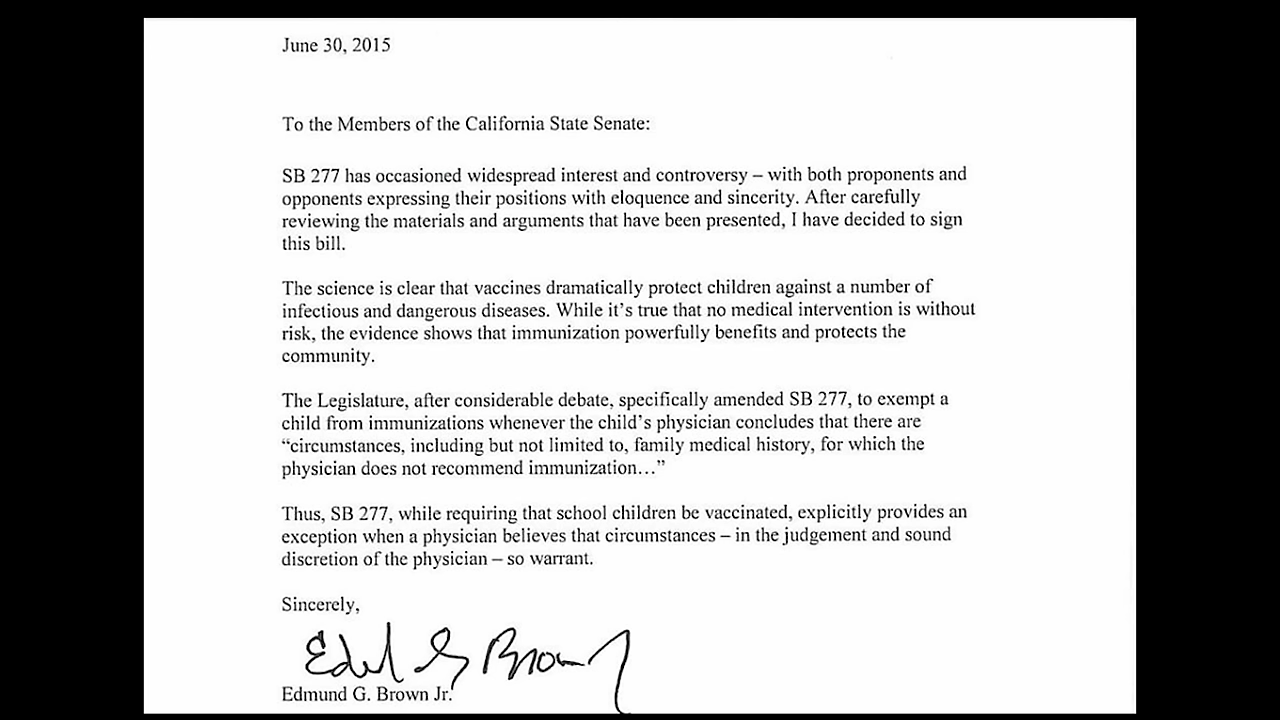 June 30, 2015
To the Members of the California State Senate:
SB 277 has occasioned widespread interest and controversy – with both proponents and
opponents expressing their positions with eloquence and sincerity. After carefully
reviewing the materials and arguments that have been presented, I have decided to sign
this bill.
The science is clear that vaccines dramatically protect children against a number of
infectious and dangerous diseases. While it's true that no medical intervention is without
risk, the evidence shows that immunization powerfully benefits and protects the
community.
The Legislature, after considerable debate, specifically amended SB 277, to exempt a
child from immunizations whenever the child's physician concludes that there are
“circumstances, including but not limited to, family medical history, for which the
physician does not recommend immunization…”
Thus, SB 277, while requiring that school children be vaccinated, explicitly provides an
exception when a physician believes that circumstances – in the judgement and sound
discretion of the physician – so warrant.
Sincerely,
Edmund G. Brown Jr.